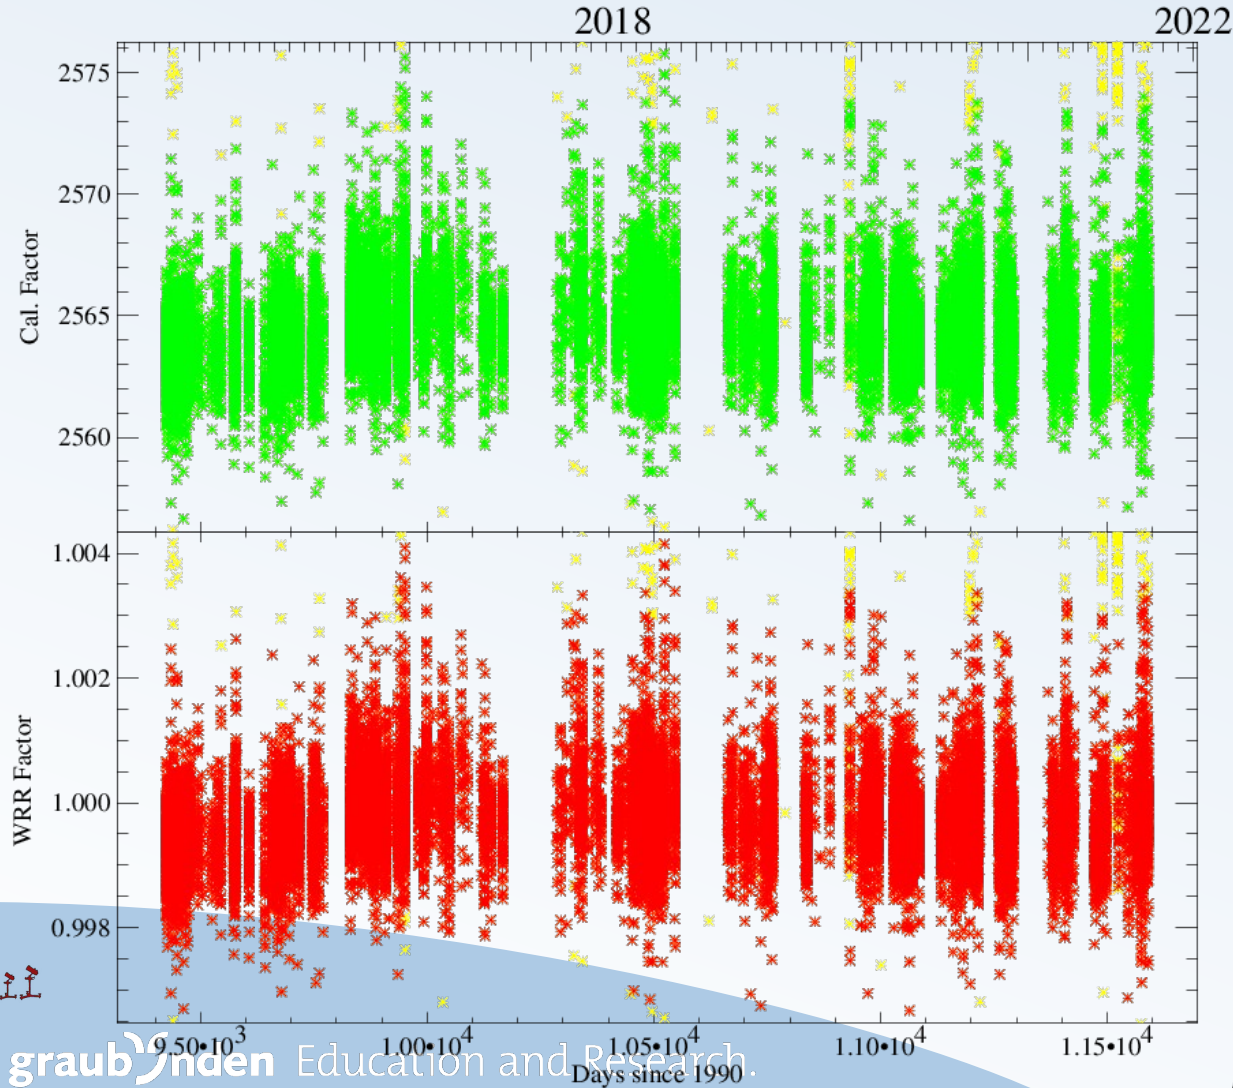 2018 2022
2575
2570
2565
2560
Cal. Factor
1.004
1.002
1.000
0.998
WRR Factor
9.50•10³ 1.00•10⁴ 1.05•10⁴ 1.10•10⁴ 1.15•10⁴
graubünden Education and Research.
Days since 1990